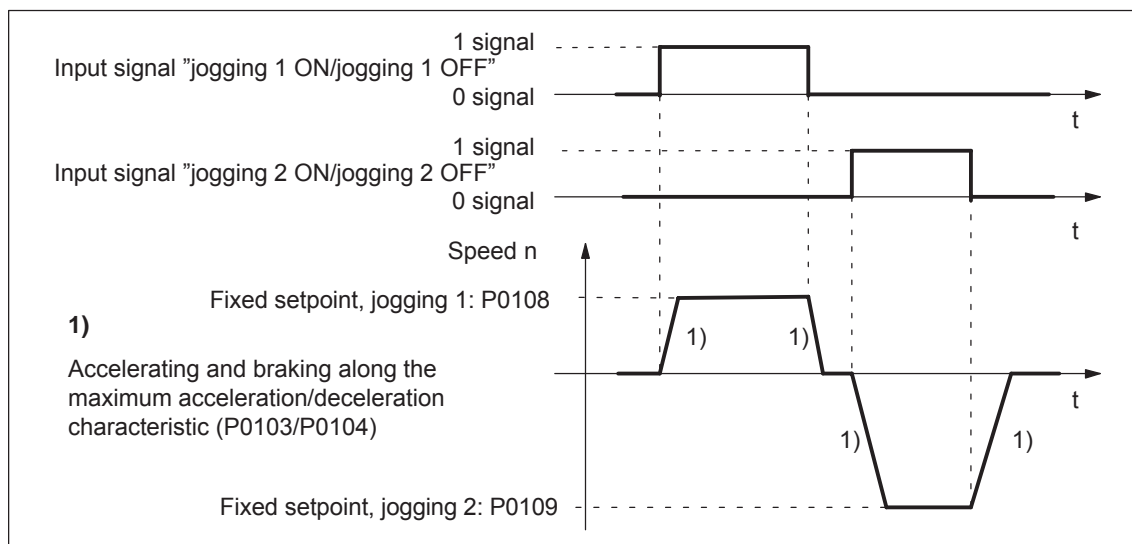 1 signal
Input signal ”jogging 1 ON/jogging 1 OFF”
0 signal
t
1 signal
Input signal ”jogging 2 ON/jogging 2 OFF”
0 signal
t
Speed n
Fixed setpoint, jogging 1: P0108
1)
1) 1)
Accelerating and braking along the
maximum acceleration/deceleration
characteristic (P0103/P0104)
t
1) 1)
Fixed setpoint, jogging 2: P0109